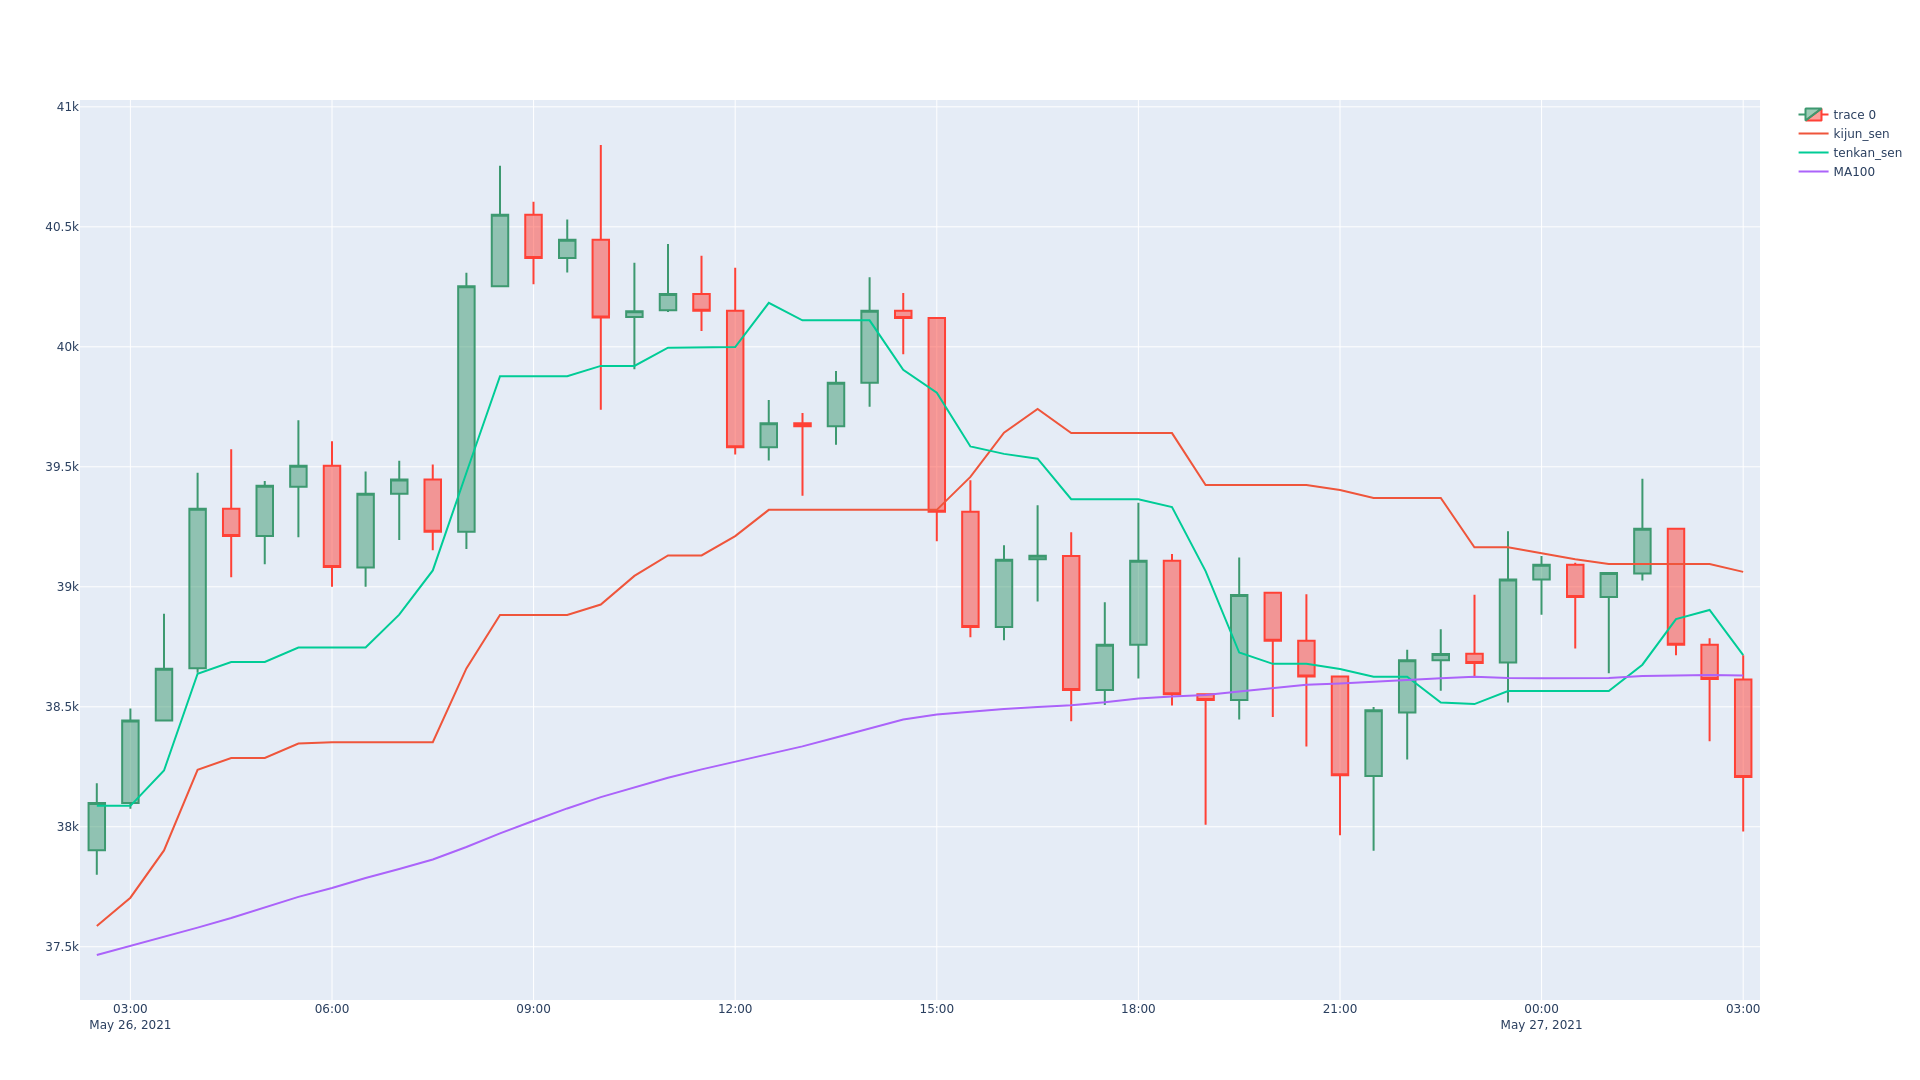 41k
40.5k
40k
39.5k
39k
38.5k
38k
37.5k
03:00
May 26, 2021
06:00
09:00
12:00
15:00
18:00
21:00
00:00
May 27, 2021
03:00
trace 0
kijun_sen
tenkan_sen
MA100